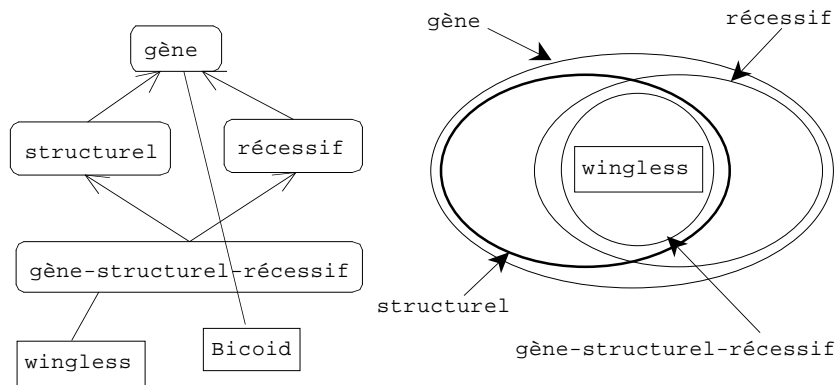 gène
structurel
récessif
gène-structurel-récessif
wingless
Bicoid
gène
récessif
wingless
structurel
gène-structurel-récessif